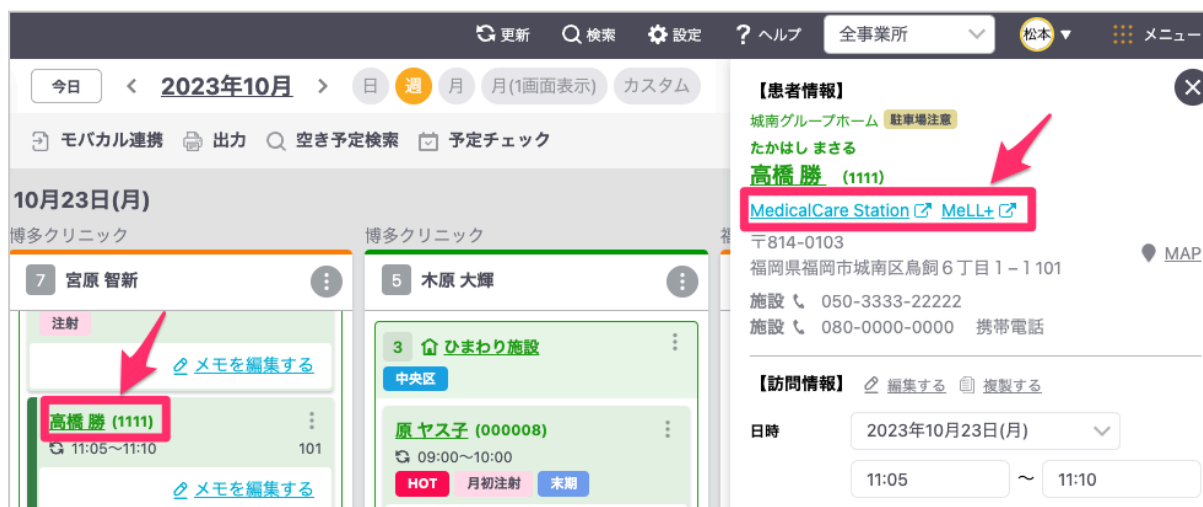 更新 検索 設定 ? ヘルプ 全事業所 松本 メニュー
今日 < 2023年10月 > 日 週 月 月(1画面表示) カスタム
モバカル連携 出力 空き予定検索 予定チェック
10月23日(月)
博多クリニック
7 宮原 智新
注射
メモを編集する
高橋 勝 (1111)
11:05〜11:10 101
メモを編集する
博多クリニック
5 木原 大輝
3 ひまわり施設
中央区
原 ヤス子 (000008)
09:00〜10:00
HOT 月初注射 末期
【患者情報】
城南グループホーム 駐車場注意
たかはし まさる
高橋 勝 (1111)
MedicalCare Station MeLL+
〒814-0103
福岡県福岡市城南区鳥飼6丁目1-1 101
MAP
施設 050-3333-22222
施設 080-0000-0000 携帯電話
【訪問情報】 編集する 複製する
日時 2023年10月23日(月)
11:05 〜 11:10